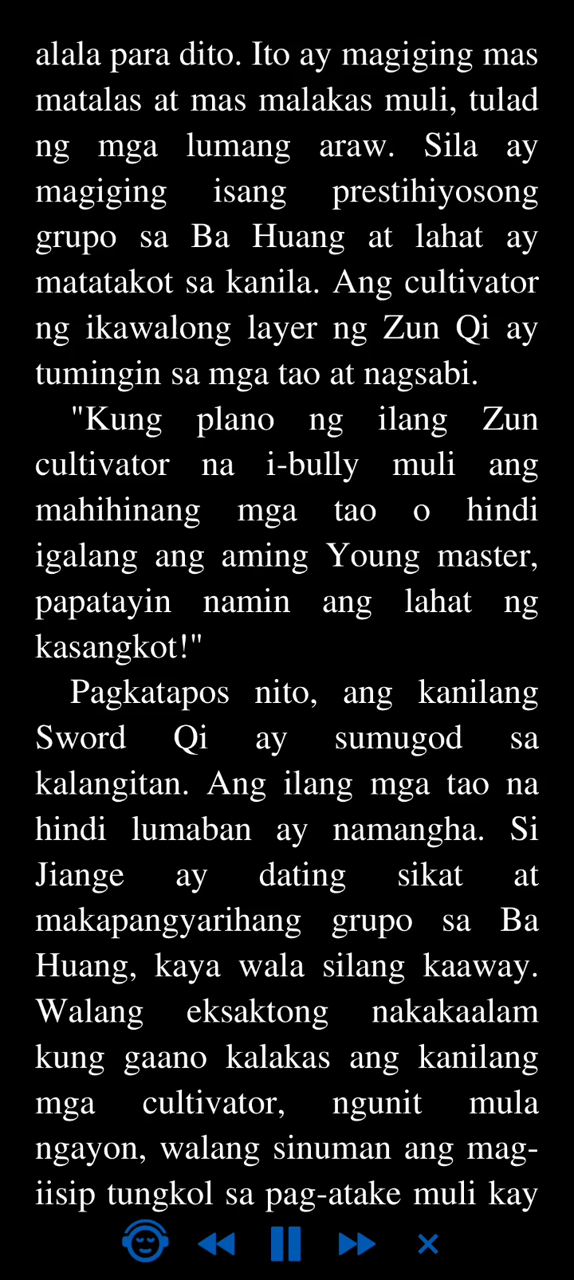 alala para dito. Ito ay magiging mas
matalas at mas malakas muli, tulad
ng mga lumang araw. Sila ay
magiging isang prestihiyosong
grupo sa Ba Huang at lahat ay
matatakot sa kanila. Ang cultivator
ng ikawalong layer ng Zun Qi ay
tumingin sa mga tao at nagsabi.
"Kung plano ng ilang Zun
cultivator na i-bully muli ang
mahihinang mga tao o hindi
igalang ang aming Young master,
papatayin namin ang lahat ng
kasangkot!"
Pagkatapos nito, ang kanilang
Sword Qi ay sumugod sa
kalangitan. Ang ilang mga tao na
hindi lumaban ay namangha. Si
Jiange ay dating sikat at
makapangyarihang grupo sa Ba
Huang, kaya wala silang kaaway.
Walang eksaktong nakakaalam
kung gaano kalakas ang kanilang
mga cultivator, ngunit mula
ngayon, walang sinuman ang mag-
iisip tungkol sa pag-atake muli kay